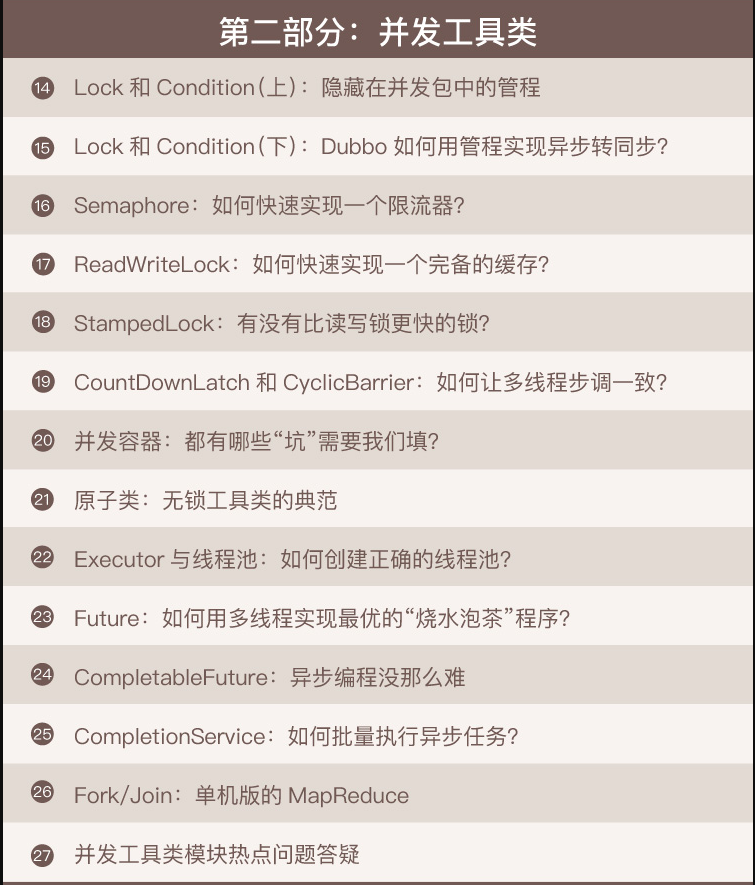 第二部分：并发工具类
14 Lock 和 Condition（上）：隐藏在并发包中的管程
15 Lock 和 Condition（下）：Dubbo 如何用管程实现异步转同步？
16 Semaphore：如何快速实现一个限流器？
17 ReadWriteLock：如何快速实现一个完备的缓存？
18 StampedLock：有没有比读写锁更快的锁？
19 CountDownLatch 和 CyclicBarrier：如何让多线程步调一致？
20 并发容器：都有哪些“坑”需要我们填？
21 原子类：无锁工具类的典范
22 Executor 与线程池：如何创建正确的线程池？
23 Future：如何用多线程实现最优的“烧水泡茶”程序？
24 CompletableFuture：异步编程没那么难
25 CompletionService：如何批量执行异步任务？
26 Fork/Join：单机版的 MapReduce
27 并发工具类模块热点问题答疑